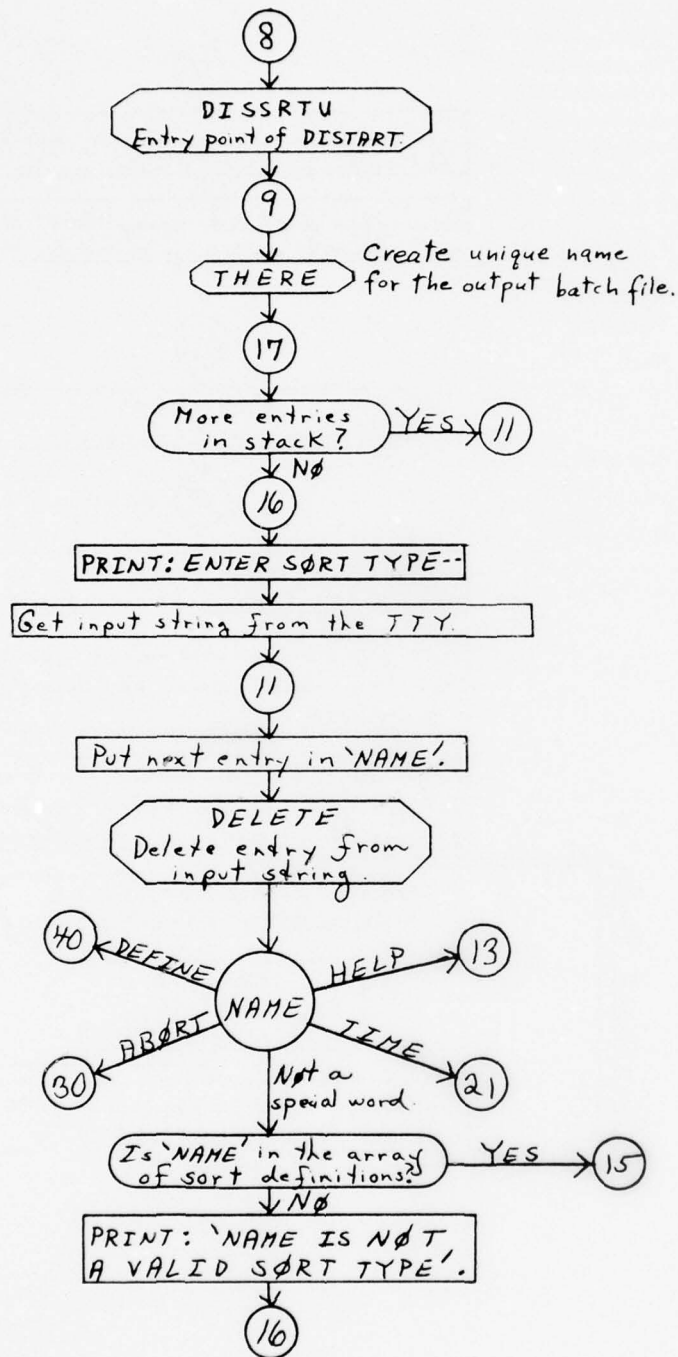 8
DISSRTU
Entry point of DISTART.
9
THERE
Create unique name
for the output batch file.
17
More entries
in stack?
YES
11
NØ
16
PRINT: ENTER SØRT TYPE--
Get input string from the TTY.
11
Put next entry in 'NAME'.
DELETE
Delete entry from
input string.
40
DEFINE
HELP
13
NAME
30
ABØRT
TIME
21
Not a
special word.
Is 'NAME' in the array
of sort definitions?
YES
15
NØ
PRINT: 'NAME IS NØT
A VALID SØRT TYPE'.
16